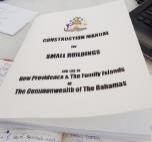 CONSTRUCTION MANUAL
for
SMALL BUILDINGS
FOR USE IN
New Providence & The Family Islands
of
The Commonwealth of The Bahamas